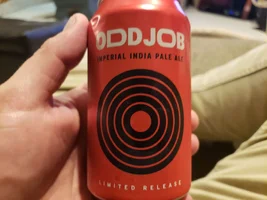 ODDJOB
IMPERIAL INDIA PALE ALE
LIMITED RELEASE